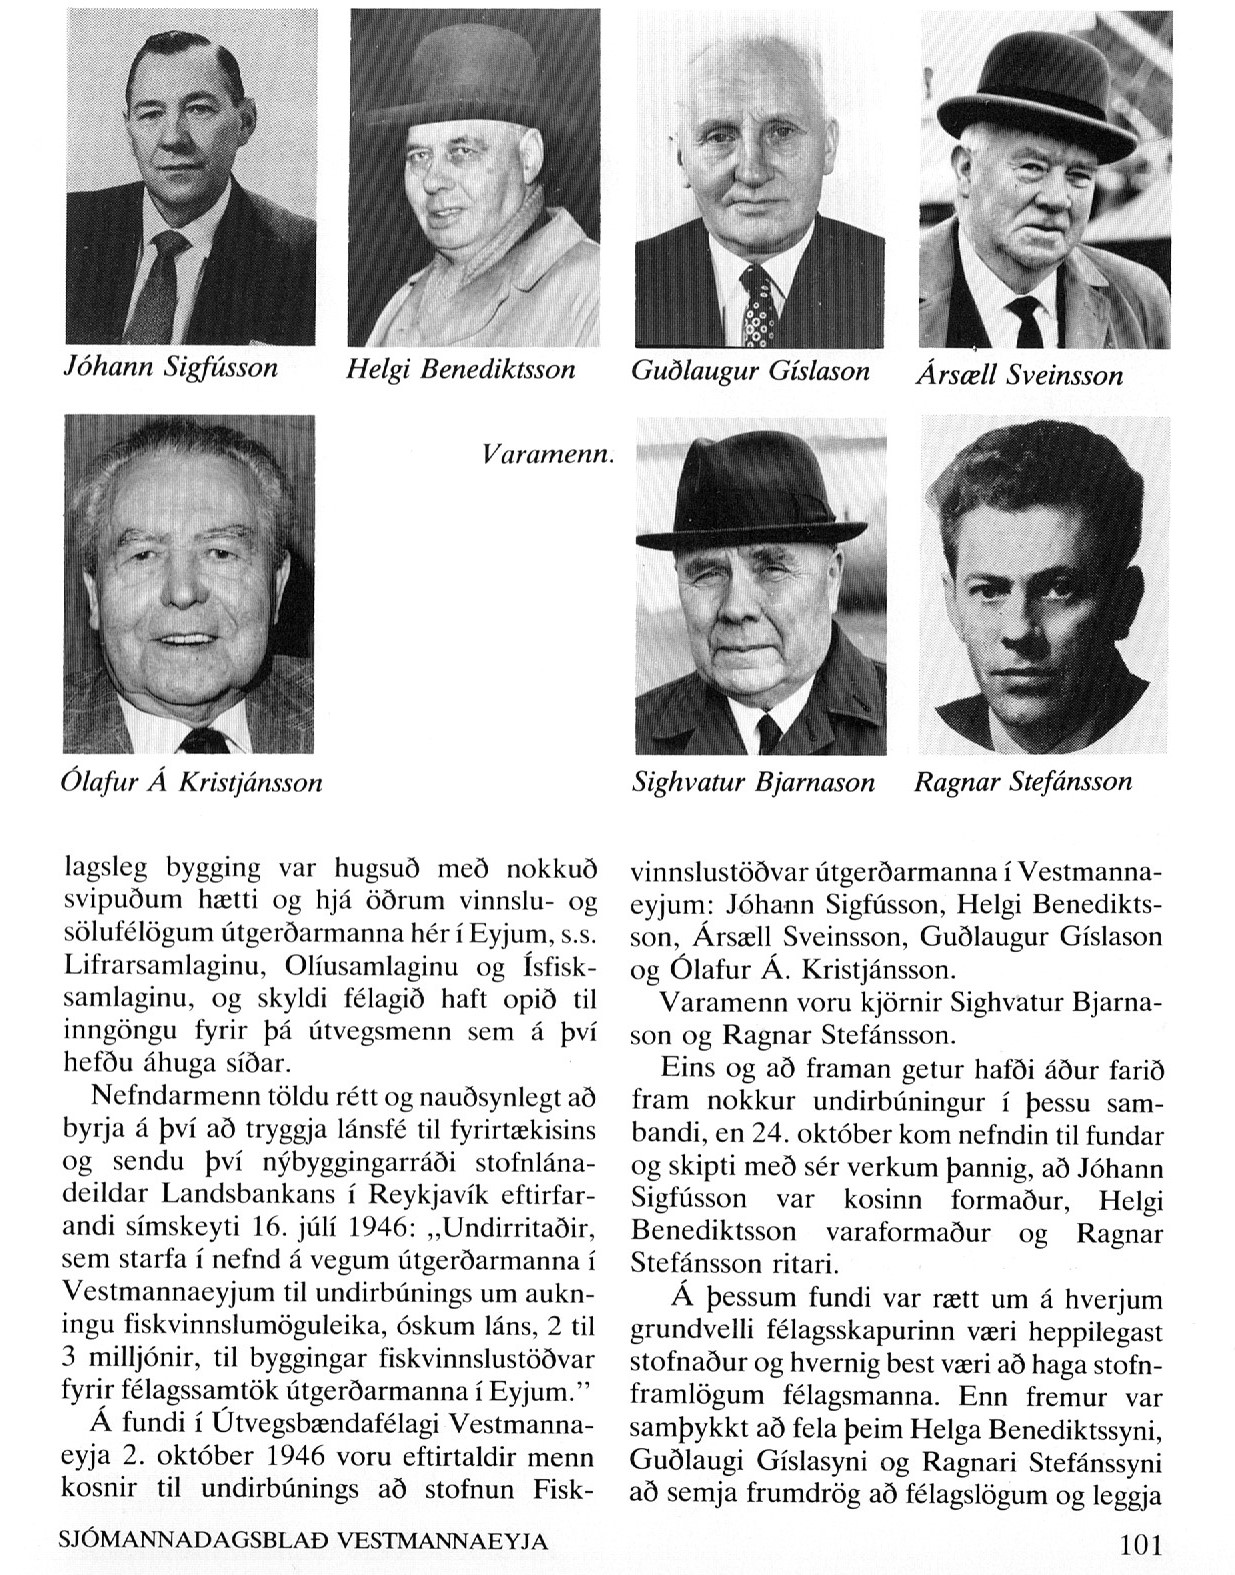 Jóhann Sigfússon
Helgi Benediktsson
Guðlaugur Gíslason
Ársæll Sveinsson
Varamenn.
Ólafur Á Kristjánsson
Sighvatur Bjarnason
Ragnar Stefánsson
lagsleg bygging var hugsuð með nokkuð
svipuðum hætti og hjá öðrum vinnslu- og
sölufélögum útgerðarmanna hér í Eyjum, s.s.
Lifrarsamlaginu, Olíusamlaginu og Ísfisk-
samlaginu, og skyldi félagið haft opið til
inngöngu fyrir þá útvegsmenn sem á því
hefðu áhuga síðar.
Nefndarmenn töldu rétt og nauðsynlegt að
byrja á því að tryggja lánsfé til fyrirtækisins
og sendu því nýbyggingarráði stofnlána-
deildar Landsbankans í Reykjavík eftirfar-
andi símskeyti 16. júlí 1946: „Undirritaðir,
sem starfa í nefnd á vegum útgerðarmanna í
Vestmannaeyjum til undirbúnings um aukn-
ingu fiskvinnslumöguleika, óskum láns, 2 til
3 milljónir, til byggingar fiskvinnslustöðvar
fyrir félagssamtök útgerðarmanna í Eyjum.”
Á fundi í Útvegsbændafélagi Vestmanna-
eyja 2. október 1946 voru eftirtaldir menn
kosnir til undirbúnings að stofnun Fisk-
vinnslustöðvar útgerðarmanna í Vestmanna-
eyjum: Jóhann Sigfússon, Helgi Benedikts-
son, Ársæll Sveinsson, Guðlaugur Gíslason
og Ólafur Á. Kristjánsson.
Varamenn voru kjörnir Sighvatur Bjarna-
son og Ragnar Stefánsson.
Eins og að framan getur hafði áður farið
fram nokkur undirbúningur í þessu sam-
bandi, en 24. október kom nefndin til fundar
og skipti með sér verkum þannig, að Jóhann
Sigfússon var kosinn formaður, Helgi
Benediktsson varaformaður og Ragnar
Stefánsson ritari.
Á þessum fundi var rætt um á hverjum
grundvelli félagsskapurinn væri heppilegast
stofnaður og hvernig best væri að haga stofn-
framlögum félagsmanna. Enn fremur var
samþykkt að fela þeim Helga Benediktssyni,
Guðlaugi Gíslasyni og Ragnari Stefánssyni
að semja frumdrög að félagslögum og leggja
SJÓMANNADAGSBLAÐ VESTMANNAEYJA
101